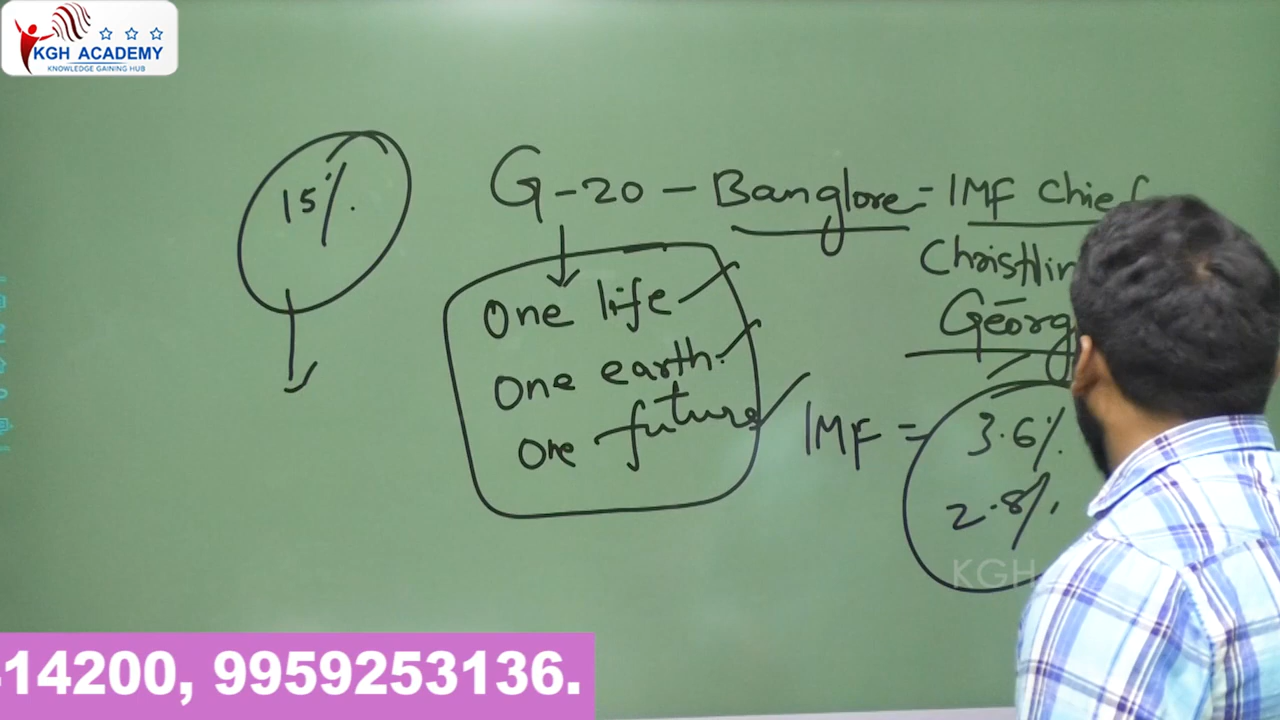 KGH ACADEMY
KNOWLEDGE GAINING HUB
15%.
G-20 - Banglore = IMF Chief
One life
One earth.
One future
Christlin
Georg
IMF = 3.6%.
2.8%.
KGH
14200, 9959253136.